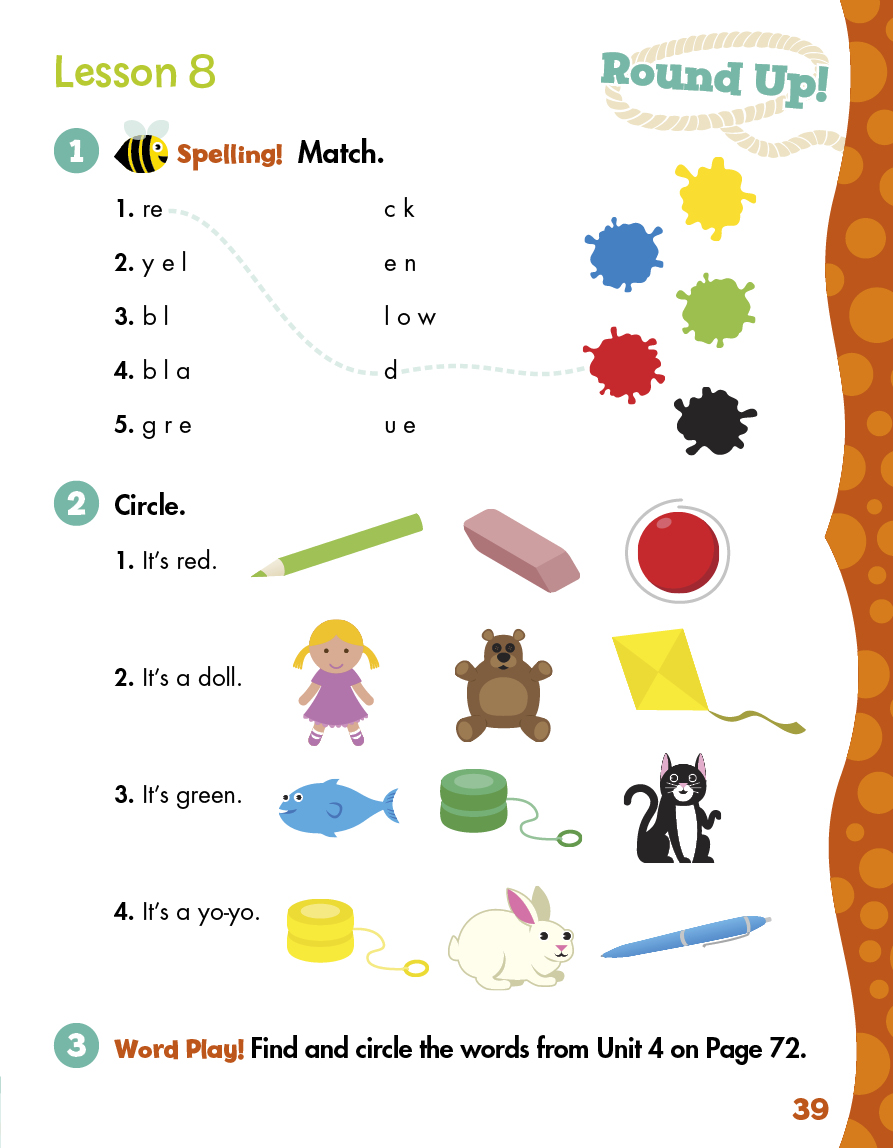 Lesson 8
Round Up!
1 Spelling! Match.
1. re c k
2. y e l e n
3. b l l o w
4. b l a d
5. g r e u e
2 Circle.
1. It's red.
2. It's a doll.
3. It's green.
4. It's a yo-yo.
3 Word Play! Find and circle the words from Unit 4 on Page 72.
39